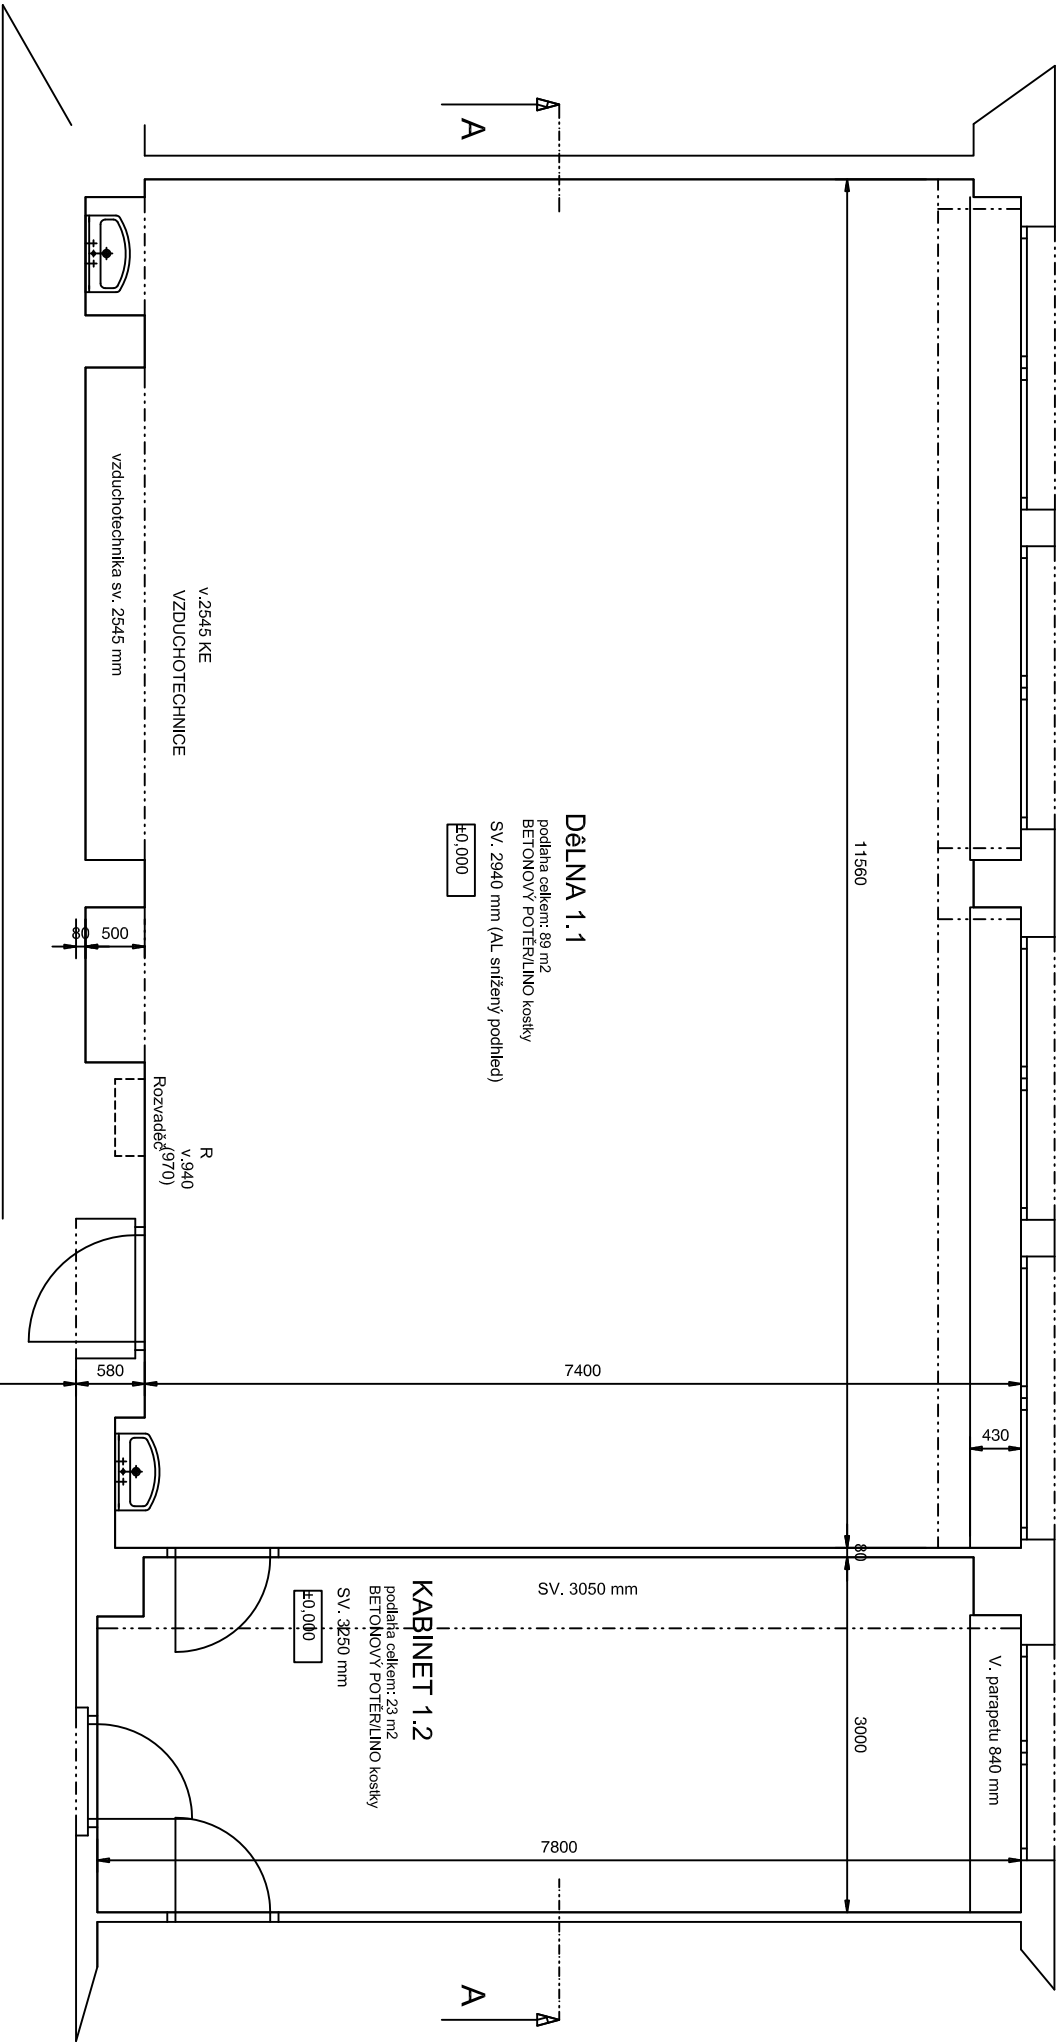 A
11560
DêLNA 1.1
podlaha celkem: 89 m2
BETONOVÝ POTĚR/LINO kostky
SV. 2940 mm (AL snížený podhled)
±0,000
v.2545 KE
VZDUCHOTECHNICE
vzduchotechnika sv. 2545 mm
80
500
R
v.940
(970)
Rozvaděč
580
7400
430
80
SV. 3050 mm
KABINET 1.2
podlaha celkem: 23 m2
BETONOVÝ POTĚR/LINO kostky
SV. 3250 mm
±0,000
V. parapetu 840 mm
3000
7800
A